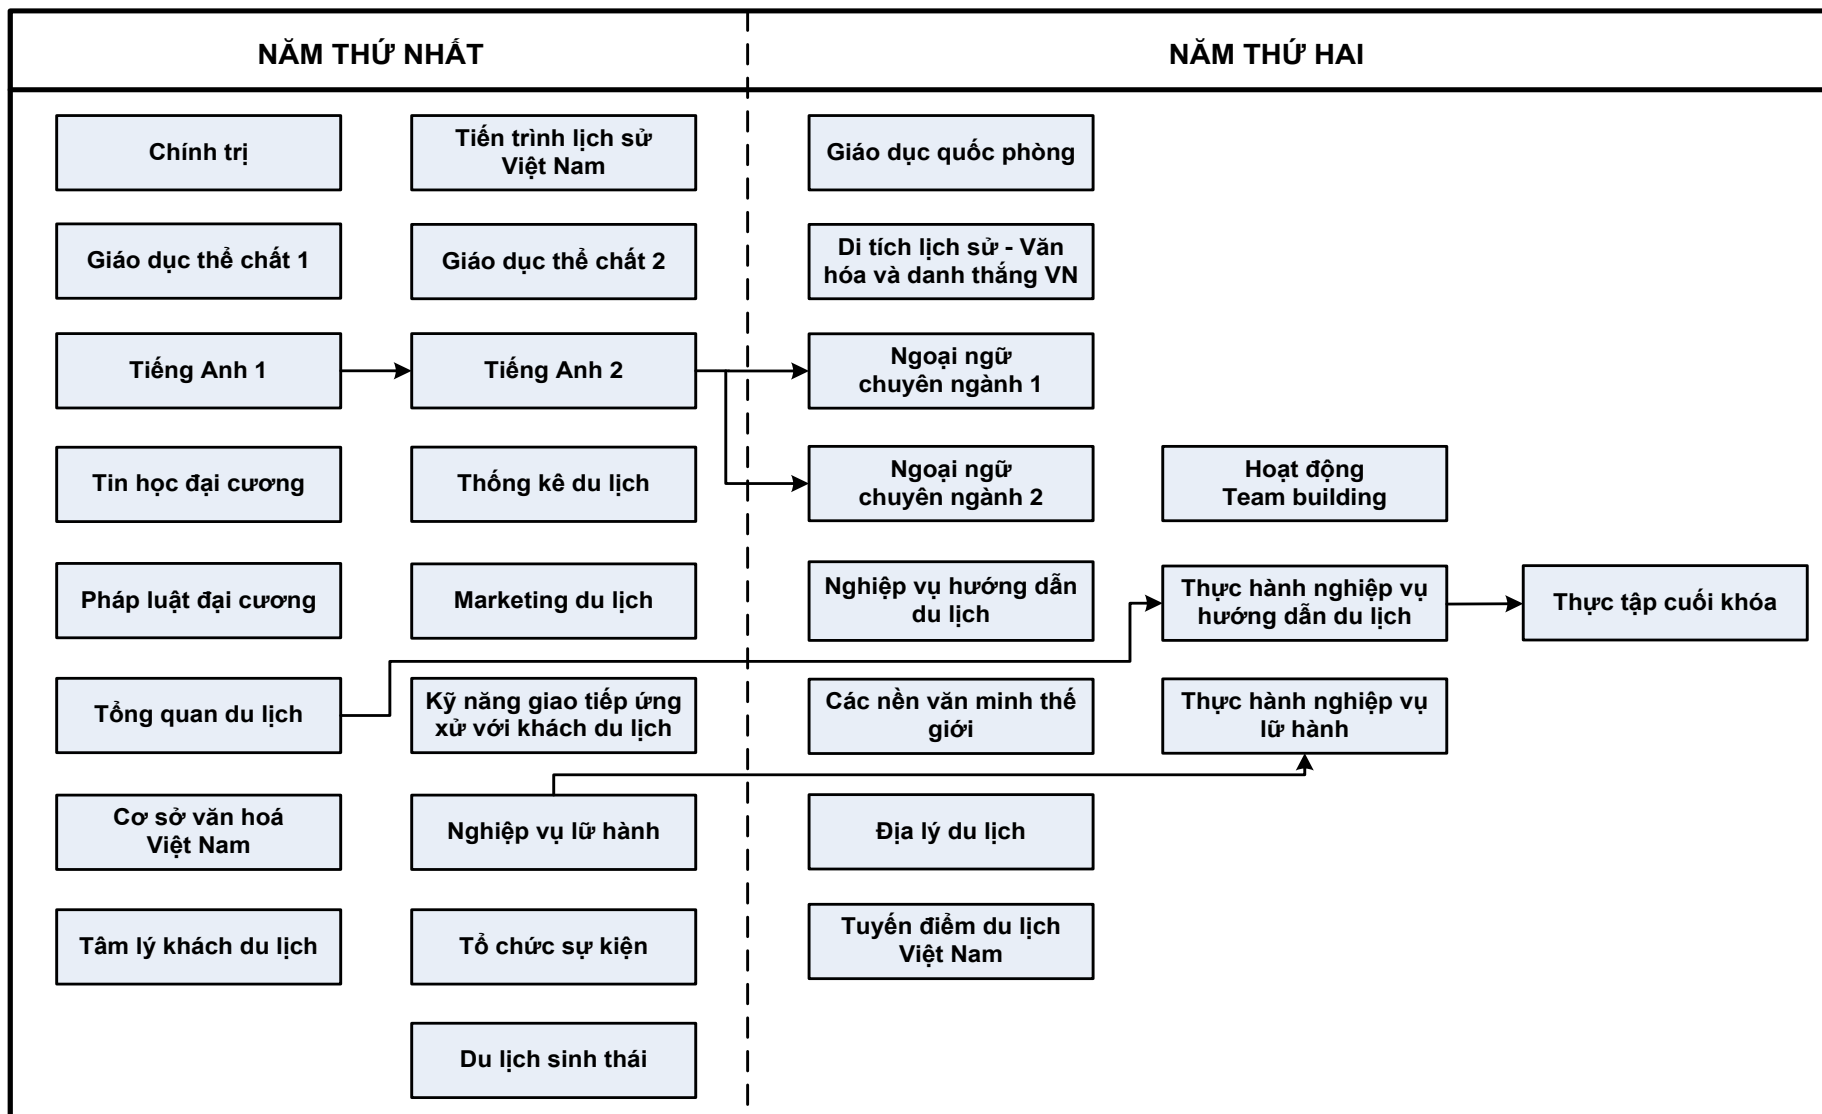 NĂM THỨ NHẤT
NĂM THỨ HAI
Chính trị
Tiến trình lịch sử
Việt Nam
Giáo dục quốc phòng
Giáo dục thể chất 1
Giáo dục thể chất 2
Di tích lịch sử - Văn
hóa và danh thắng VN
Tiếng Anh 1
Tiếng Anh 2
Ngoại ngữ
chuyên ngành 1
Tin học đại cương
Thống kê du lịch
Ngoại ngữ
chuyên ngành 2
Hoạt động
Team building
Pháp luật đại cương
Marketing du lịch
Nghiệp vụ hướng dẫn
du lịch
Thực hành nghiệp vụ
hướng dẫn du lịch
Thực tập cuối khóa
Tổng quan du lịch
Kỹ năng giao tiếp ứng
xử với khách du lịch
Các nền văn minh thế
giới
Thực hành nghiệp vụ
lữ hành
Cơ sở văn hoá
Việt Nam
Nghiệp vụ lữ hành
Địa lý du lịch
Tâm lý khách du lịch
Tổ chức sự kiện
Tuyến điểm du lịch
Việt Nam
Du lịch sinh thái